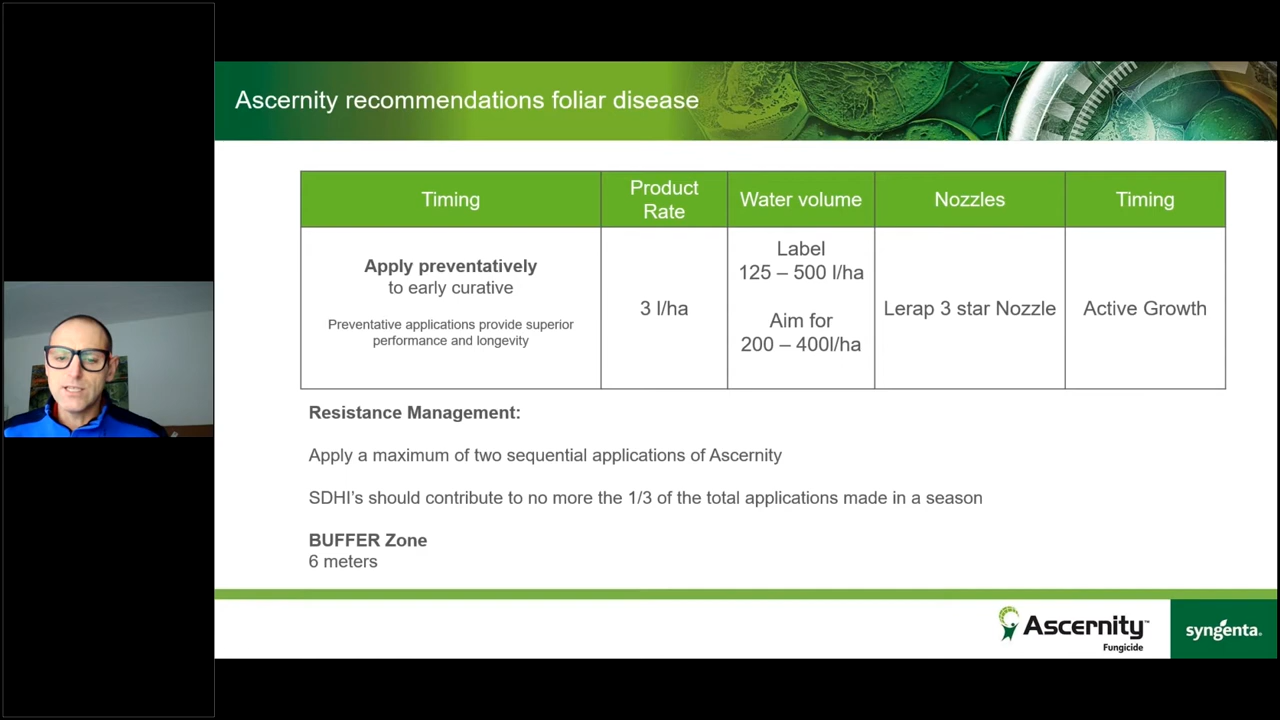 Ascernity recommendations foliar disease
Timing
Product
Rate
Water volume
Nozzles
Timing
Apply preventatively
to early curative
Preventative applications provide superior
performance and longevity
3 l/ha
Label
125 – 500 l/ha
Aim for
200 – 400l/ha
Lerap 3 star Nozzle
Active Growth
Resistance Management:
Apply a maximum of two sequential applications of Ascernity
SDHI's should contribute to no more the 1/3 of the total applications made in a season
BUFFER Zone
6 meters
Ascernity™
Fungicide
syngenta®